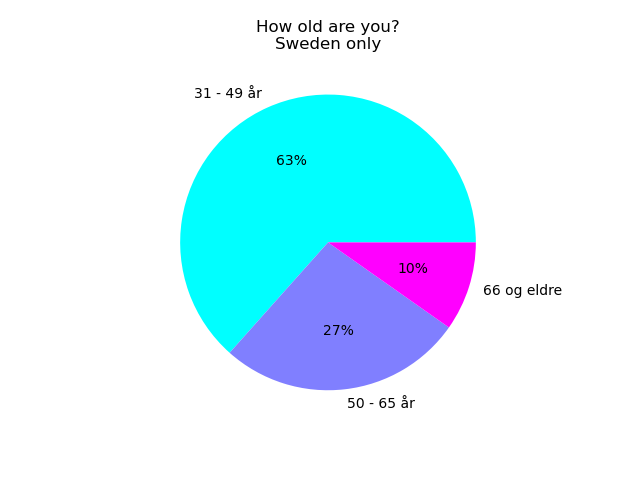 How old are you?
Sweden only
31 - 49 år
63%
10%
66 og eldre
27%
50 - 65 år